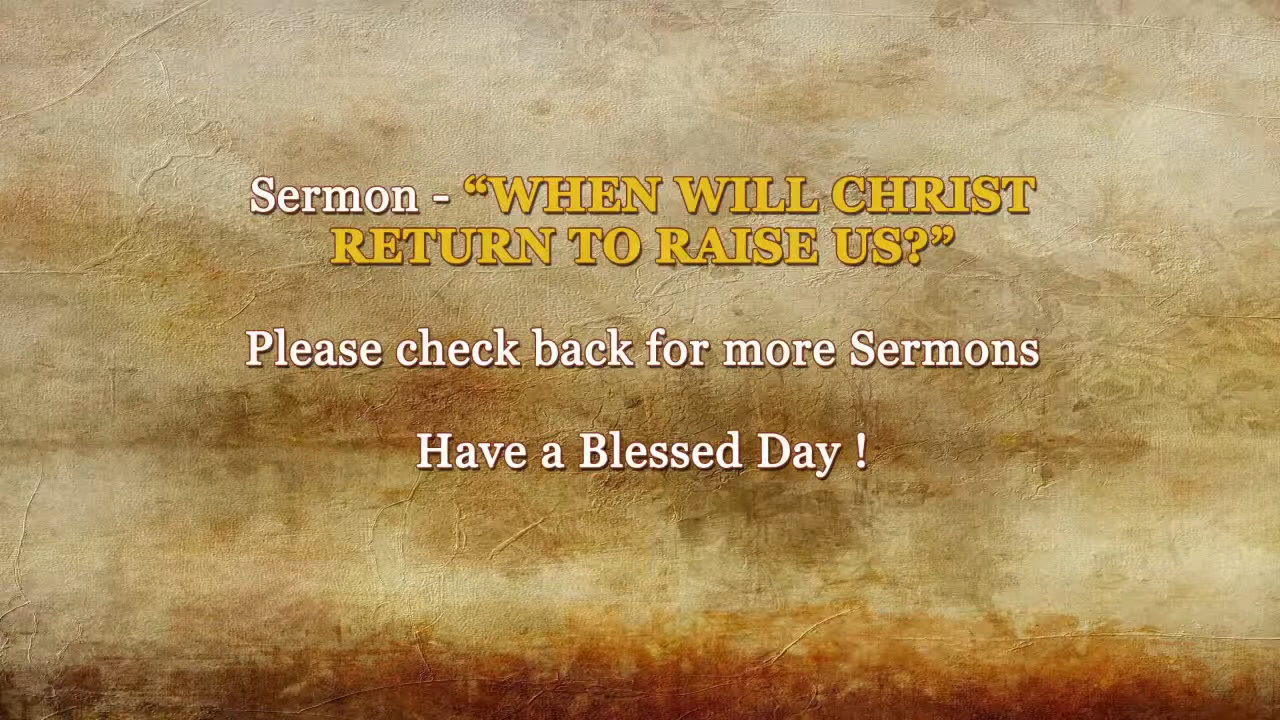 Sermon - “WHEN WILL CHRIST
RETURN TO RAISE US?”
Please check back for more Sermons
Have a Blessed Day !